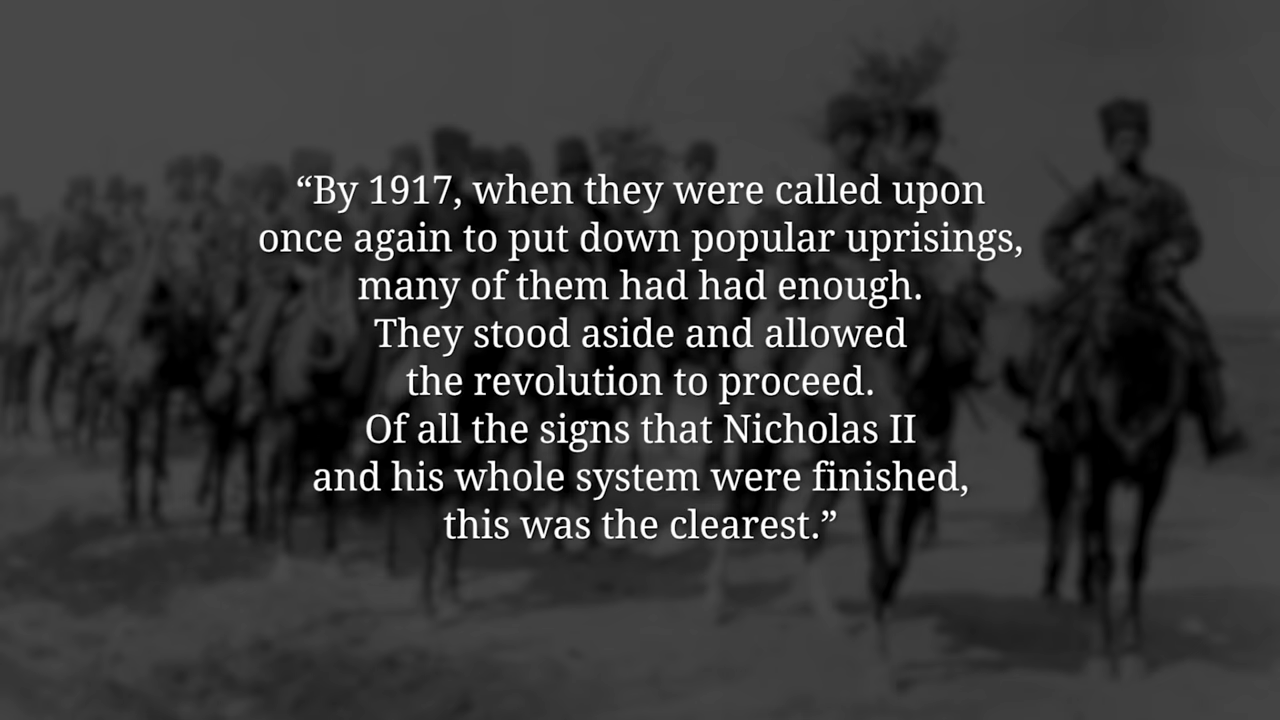 “By 1917, when they were called upon
once again to put down popular uprisings,
many of them had had enough.
They stood aside and allowed
the revolution to proceed.
Of all the signs that Nicholas II
and his whole system were finished,
this was the clearest.”